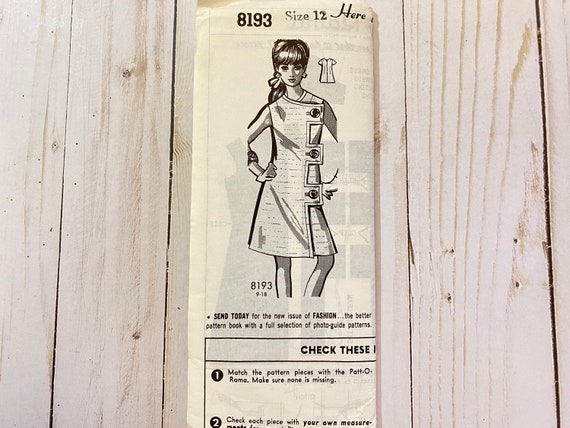 8193 Size 12 Here
8193
9-18
• SEND TODAY for the new issue of FASHION...the better
pattern book with a full selection of photo-guide patterns.
CHECK THESE
1 Match the pattern pieces with the Patt-O-
Rama. Make sure none is missing.
2 Check each piece with your own measure-